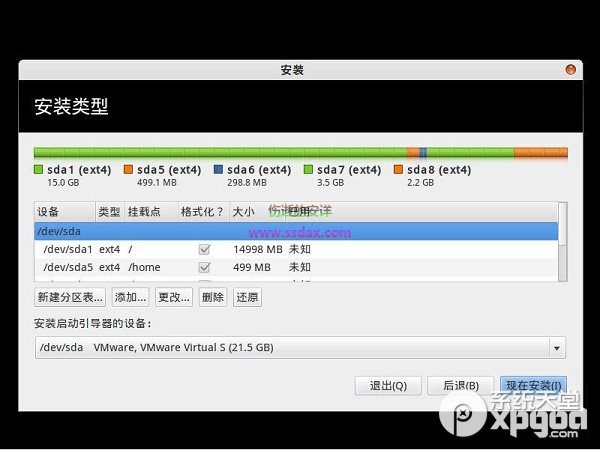 安装
安装类型
sda1 (ext4) sda5 (ext4) sda6 (ext4) sda7 (ext4) sda8 (ext4)
15.0 GB 499.1 MB 298.8 MB 3.5 GB 2.2 GB
设备 类型 挂载点 格式化？ 大小 已用
/dev/sda
www.ssdax.com
/dev/sda1 ext4 / 14998 MB 未知
/dev/sda5 ext4 /home 499 MB 未知
新建分区表... 添加... 更改... 删除 还原
安装启动引导器的设备：
/dev/sda VMware, VMware Virtual S (21.5 GB)
退出(Q) 后退(B) 现在安装(I)
系统天堂
xpgod
.com